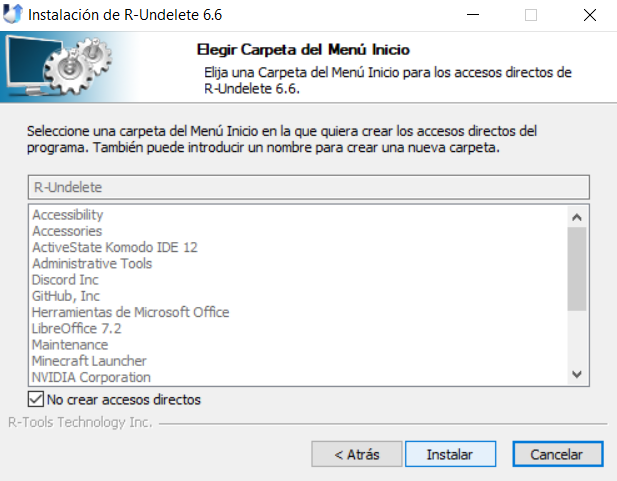 Instalación de R-Undelete 6.6
Elegir Carpeta del Menú Inicio
Elija una Carpeta del Menú Inicio para los accesos directos de
R-Undelete 6.6.
Seleccione una carpeta del Menú Inicio en la que quiera crear los accesos directos del
programa. También puede introducir un nombre para crear una nueva carpeta.
R-Undelete
Accessibility
Accessories
ActiveState Komodo IDE 12
Administrative Tools
Discord Inc
GitHub, Inc
Herramientas de Microsoft Office
LibreOffice 7.2
Maintenance
Minecraft Launcher
NVIDIA Corporation
No crear accesos directos
R-Tools Technology Inc.
< Atrás Instalar Cancelar